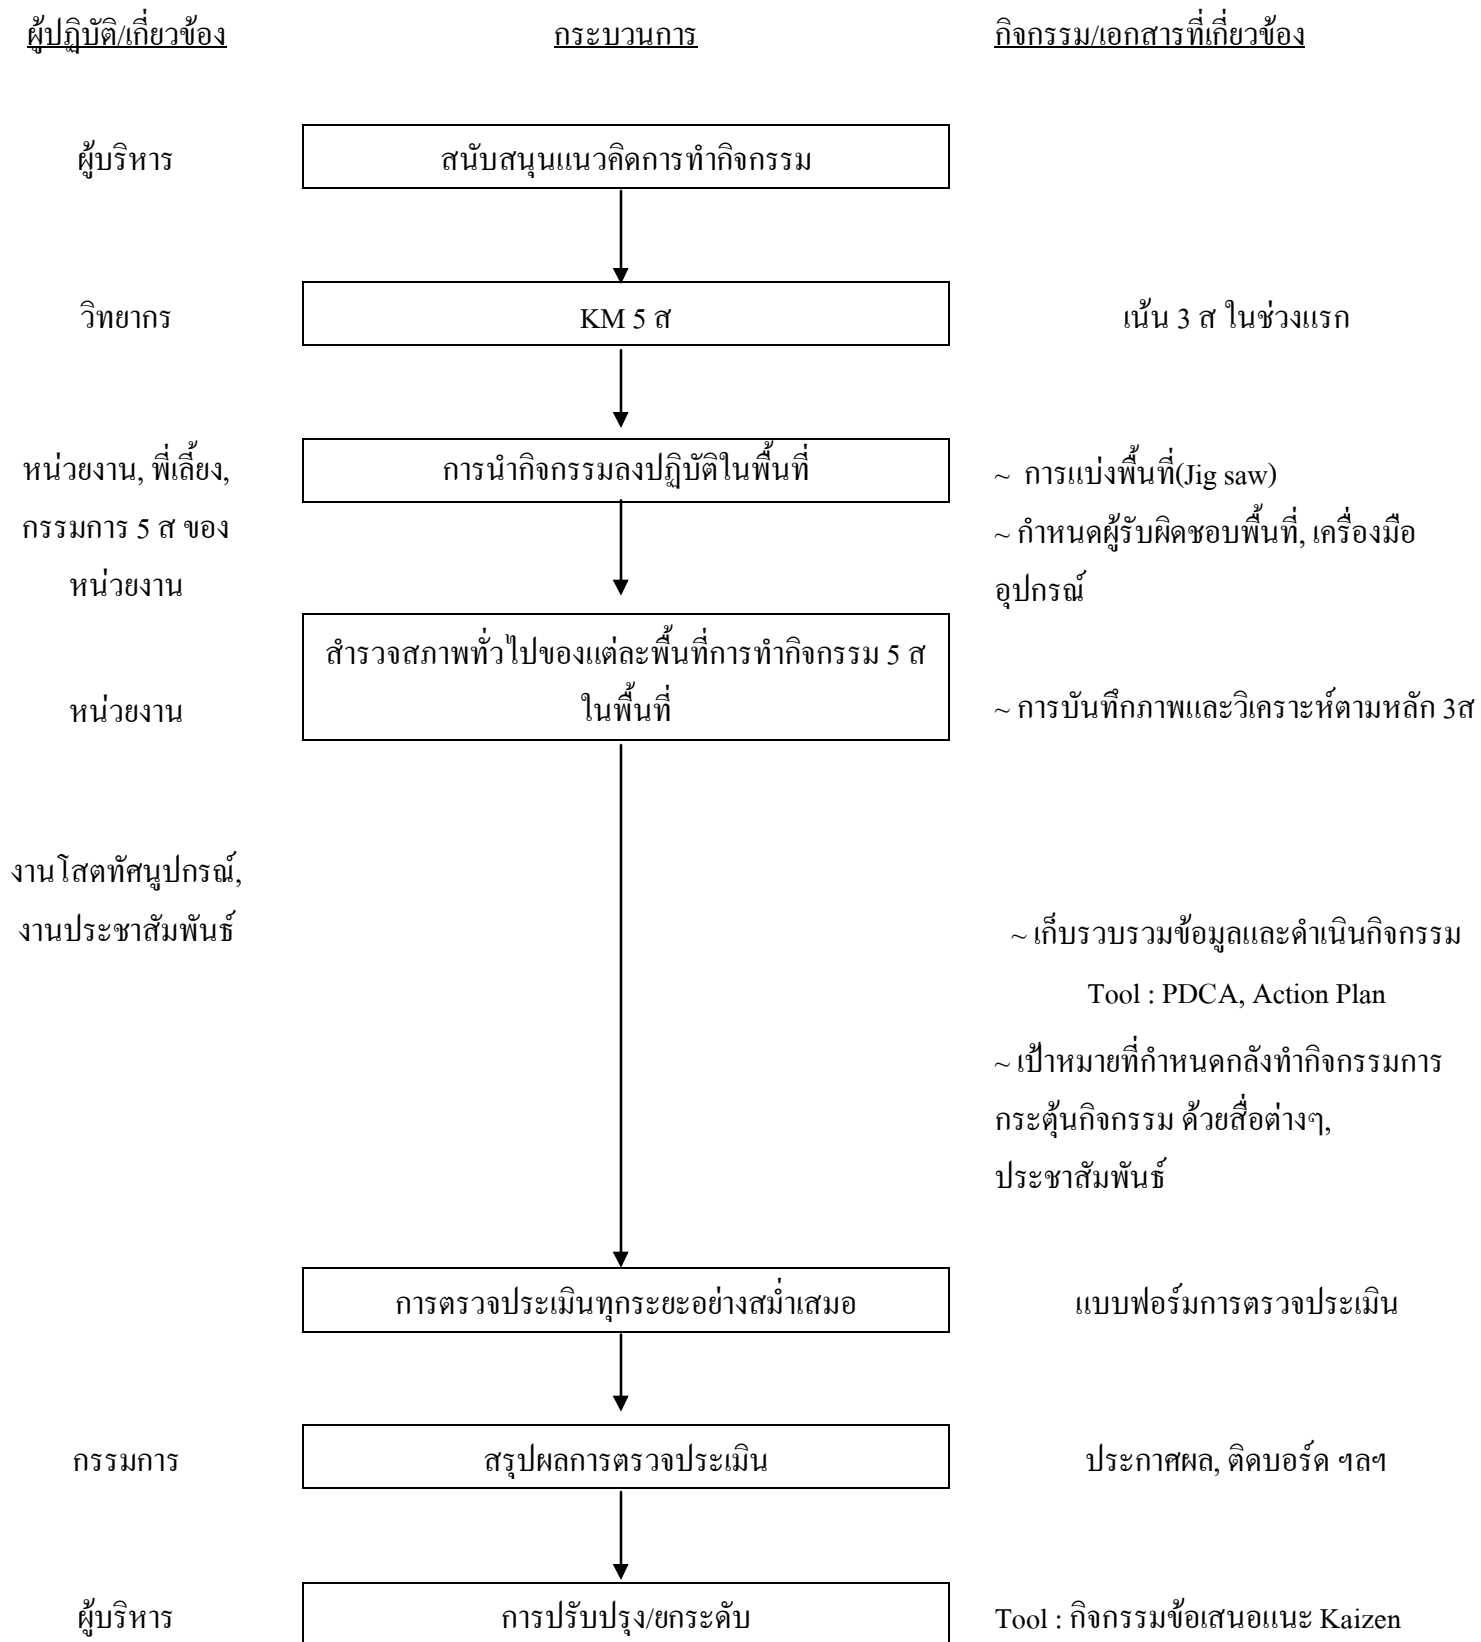 ผู้ปฏิบัติ/เกี่ยวข้อง
กระบวนการ
กิจกรรม/เอกสารที่เกี่ยวข้อง
ผู้บริหาร
สนับสนุนแนวคิดการทำกิจกรรม
วิทยากร
KM 5 ส
เน้น 3 ส ในช่วงแรก
หน่วยงาน, พี่เลี้ยง,
กรรมการ 5 ส ของ
หน่วยงาน
การนำกิจกรรมลงปฏิบัติในพื้นที่
~ การแบ่งพื้นที่(Jig saw)
~ กำหนดผู้รับผิดชอบพื้นที่, เครื่องมือ
อุปกรณ์
หน่วยงาน
สำรวจสภาพทั่วไปของแต่ละพื้นที่การทำกิจกรรม 5 ส
ในพื้นที่
~ การบันทึกภาพและวิเคราะห์ตามหลัก 3ส
งานโสตทัศนูปกรณ์,
งานประชาสัมพันธ์
~ เก็บรวบรวมข้อมูลและดำเนินกิจกรรม
Tool : PDCA, Action Plan
~ เป้าหมายที่กำหนดกลังทำกิจกรรมการ
กระตุ้นกิจกรรม ด้วยสื่อต่างๆ,
ประชาสัมพันธ์
การตรวจประเมินทุกระยะอย่างสม่ำเสมอ
แบบฟอร์มการตรวจประเมิน
กรรมการ
สรุปผลการตรวจประเมิน
ประกาศผล, ติดบอร์ด ฯลฯ
ผู้บริหาร
การปรับปรุง/ยกระดับ
Tool : กิจกรรมข้อเสนอแนะ Kaizen